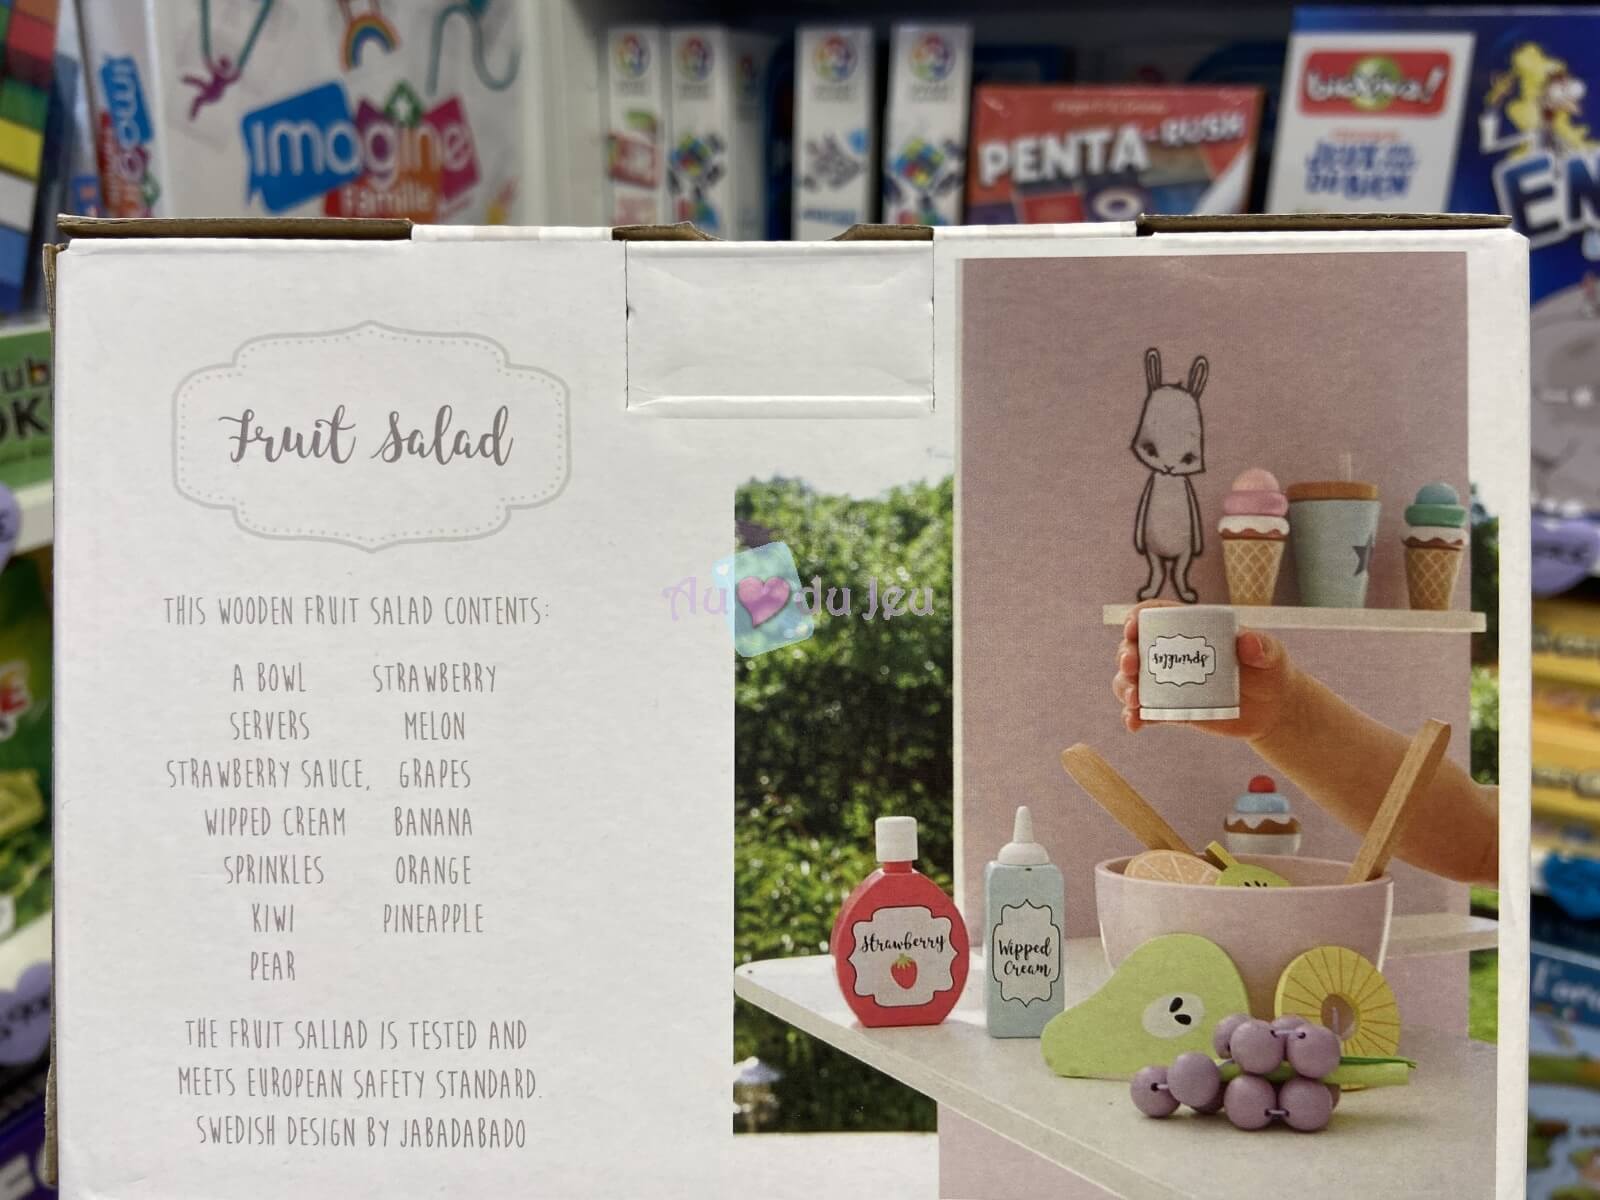 imagine
Famille
PENTA-RUSH
bioviva!
EN
Fruit Salad
THIS WOODEN FRUIT SALAD CONTENTS:
A BOWL STRAWBERRY
SERVERS MELON
STRAWBERRY SAUCE, GRAPES
WIPPED CREAM BANANA
SPRINKLES ORANGE
KIWI PINEAPPLE
PEAR
THE FRUIT SALLAD IS TESTED AND
MEETS EUROPEAN SAFETY STANDARD.
SWEDISH DESIGN BY JABADABADO
Au du Jeu
Sprinkles
Strawberry
Wipped
Cream